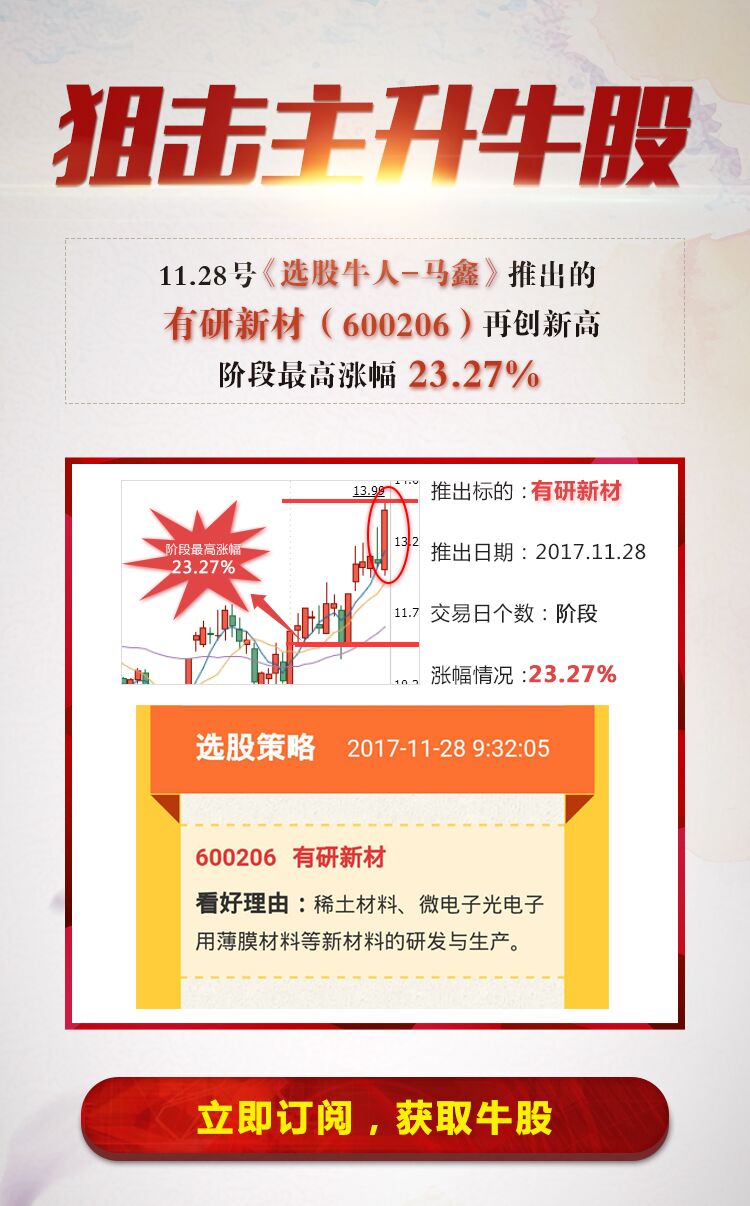 狙击主升牛股
11.28号《选股牛人-马鑫》推出的
有研新材（600206）再创新高
阶段最高涨幅 23.27%
13.99
13.2
11.7
阶段最高涨幅
23.27%
推出标的：有研新材
推出日期：2017.11.28
交易日个数：阶段
涨幅情况：23.27%
选股策略 2017-11-28 9:32:05
600206 有研新材
看好理由：稀土材料、微电子光电子
用薄膜材料等新材料的研发与生产。
立即订阅，获取牛股